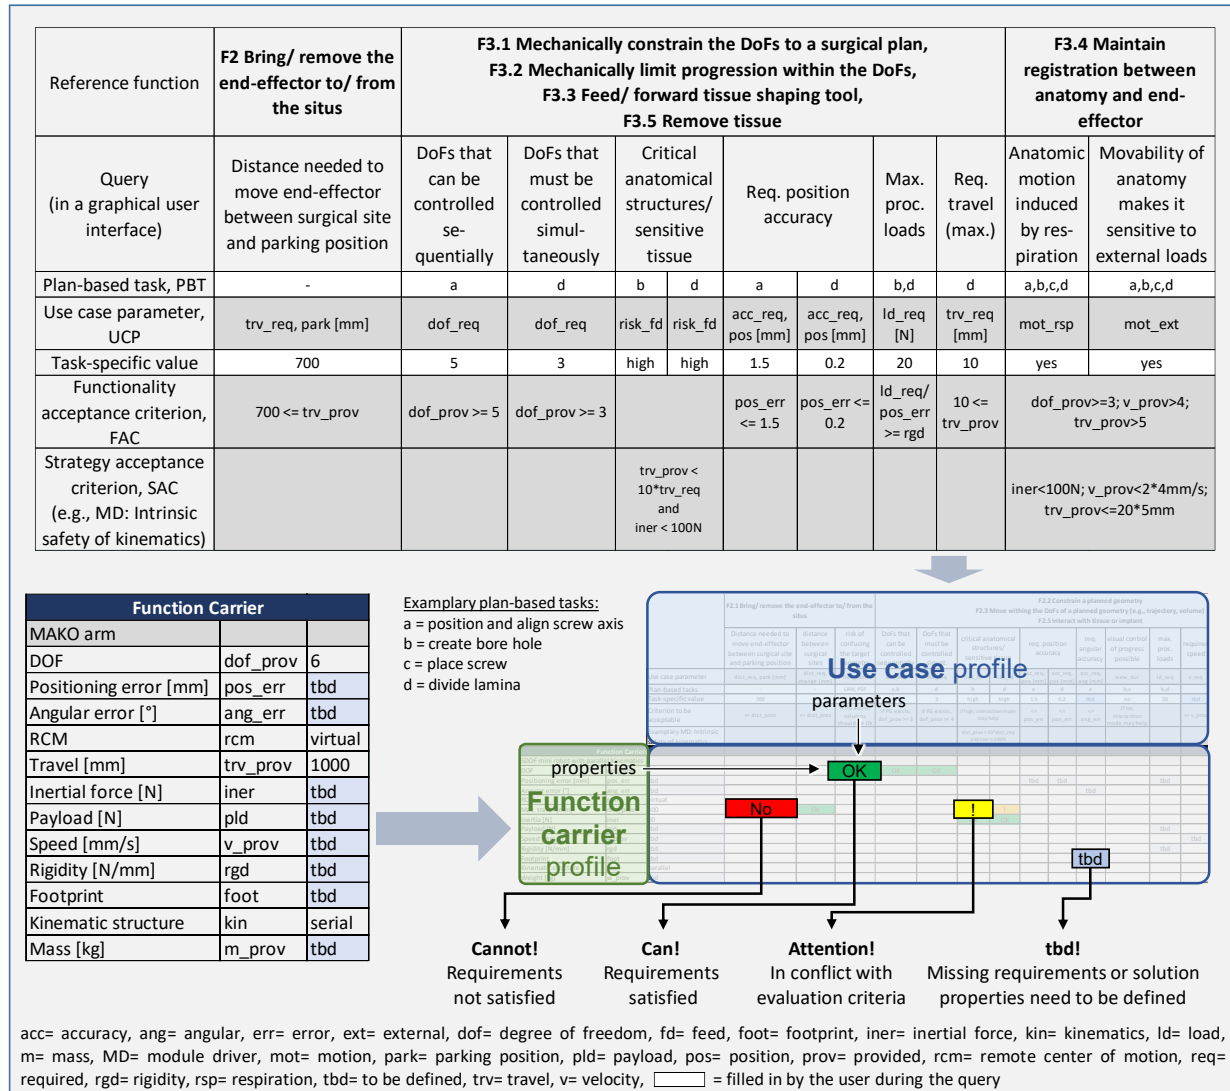 Reference function
F2 Bring/ remove the
end-effector to/ from
the situs
F3.1 Mechanically constrain the DoFs to a surgical plan,
F3.2 Mechanically limit progression within the DoFs,
F3.3 Feed/ forward tissue shaping tool,
F3.5 Remove tissue
F3.4 Maintain
registration between
anatomy and end-
effector
Query
(in a graphical user
interface)
Distance needed to
move end-effector
between surgical site
and parking position
DoFs that
can be
controlled
se-
quentially
DoFs that
must be
controlled
simul-
taneously
Critical
anatomical
structures/
sensitive
tissue
Req. position
accuracy
Max.
proc.
loads
Req.
travel
(max.)
Anatomic
motion
induced
by res-
piration
Movability of
anatomy
makes it
sensitive to
external loads
Plan-based task, PBT
-
a
d
b
d
a
d
b,d
d
a,b,c,d
a,b,c,d
Use case parameter,
UCP
trv_req, park [mm]
dof_req
dof_req
risk_fd
risk_fd
acc_req,
pos [mm]
acc_req,
pos [mm]
ld_req
[N]
trv_req
[mm]
mot_rsp
mot_ext
Task-specific value
700
5
3
high
high
1.5
0.2
20
10
yes
yes
Functionality
acceptance criterion,
FAC
700 <= trv_prov
dof_prov >= 5
dof_prov >= 3
pos_err
<= 1.5
pos_err <=
0.2
ld_req/
pos_err
>= rgd
10 <=
trv_prov
dof_prov>=3; v_prov>4;
trv_prov>5
Strategy acceptance
criterion, SAC
(e.g., MD: Intrinsic
safety of kinematics)
trv_prov <
10*trv_req
and
iner < 100N
iner<100N; v_prov<2*4mm/s;
trv_prov<=20*5mm
Function Carrier
MAKO arm
DOF dof_prov 6
Positioning error [mm] pos_err tbd
Angular error [°] ang_err tbd
RCM rcm virtual
Travel [mm] trv_prov 1000
Inertial force [N] iner tbd
Payload [N] pld tbd
Speed [mm/s] v_prov tbd
Rigidity [N/mm] rgd tbd
Footprint foot tbd
Kinematic structure kin serial
Mass [kg] m_prov tbd
Examplary plan-based tasks:
a = position and align screw axis
b = create bore hole
c = place screw
d = divide lamina
Use case profile
parameters
properties
OK
Function
carrier
profile
No
!
tbd
Cannot!
Requirements
not satisfied
Can!
Requirements
satisfied
Attention!
In conflict with
evaluation criteria
tbd!
Missing requirements or solution
properties need to be defined
acc= accuracy, ang= angular, err= error, ext= external, dof= degree of freedom, fd= feed, foot= footprint, iner= inertial force, kin= kinematics, ld= load,
m= mass, MD= module driver, mot= motion, park= parking position, pld= payload, pos= position, prov= provided, rcm= remote center of motion, req=
required, rgd= rigidity, rsp= respiration, tbd= to be defined, trv= travel, v= velocity, = filled in by the user during the query